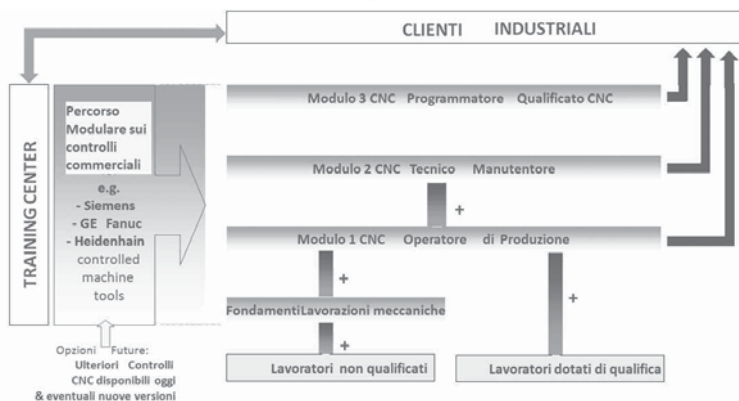 CLIENTI INDUSTRIALI
TRAINING CENTER
Percorso
Modulare sui
controlli
commerciali
e.g.
- Siemens
- GE Fanuc
- Heidenhain
controlled
machine
tools
Opzioni Future:
Ulteriori Controlli
CNC disponibili oggi
& eventuali nuove versioni
Modulo 3 CNC Programmatore Qualificato CNC
Modulo 2 CNC Tecnico Manutentore
+
Modulo 1 CNC Operatore di Produzione
+
+
Fondamenti Lavorazioni meccaniche
+
Lavoratori non qualificati
Lavoratori dotati di qualifica